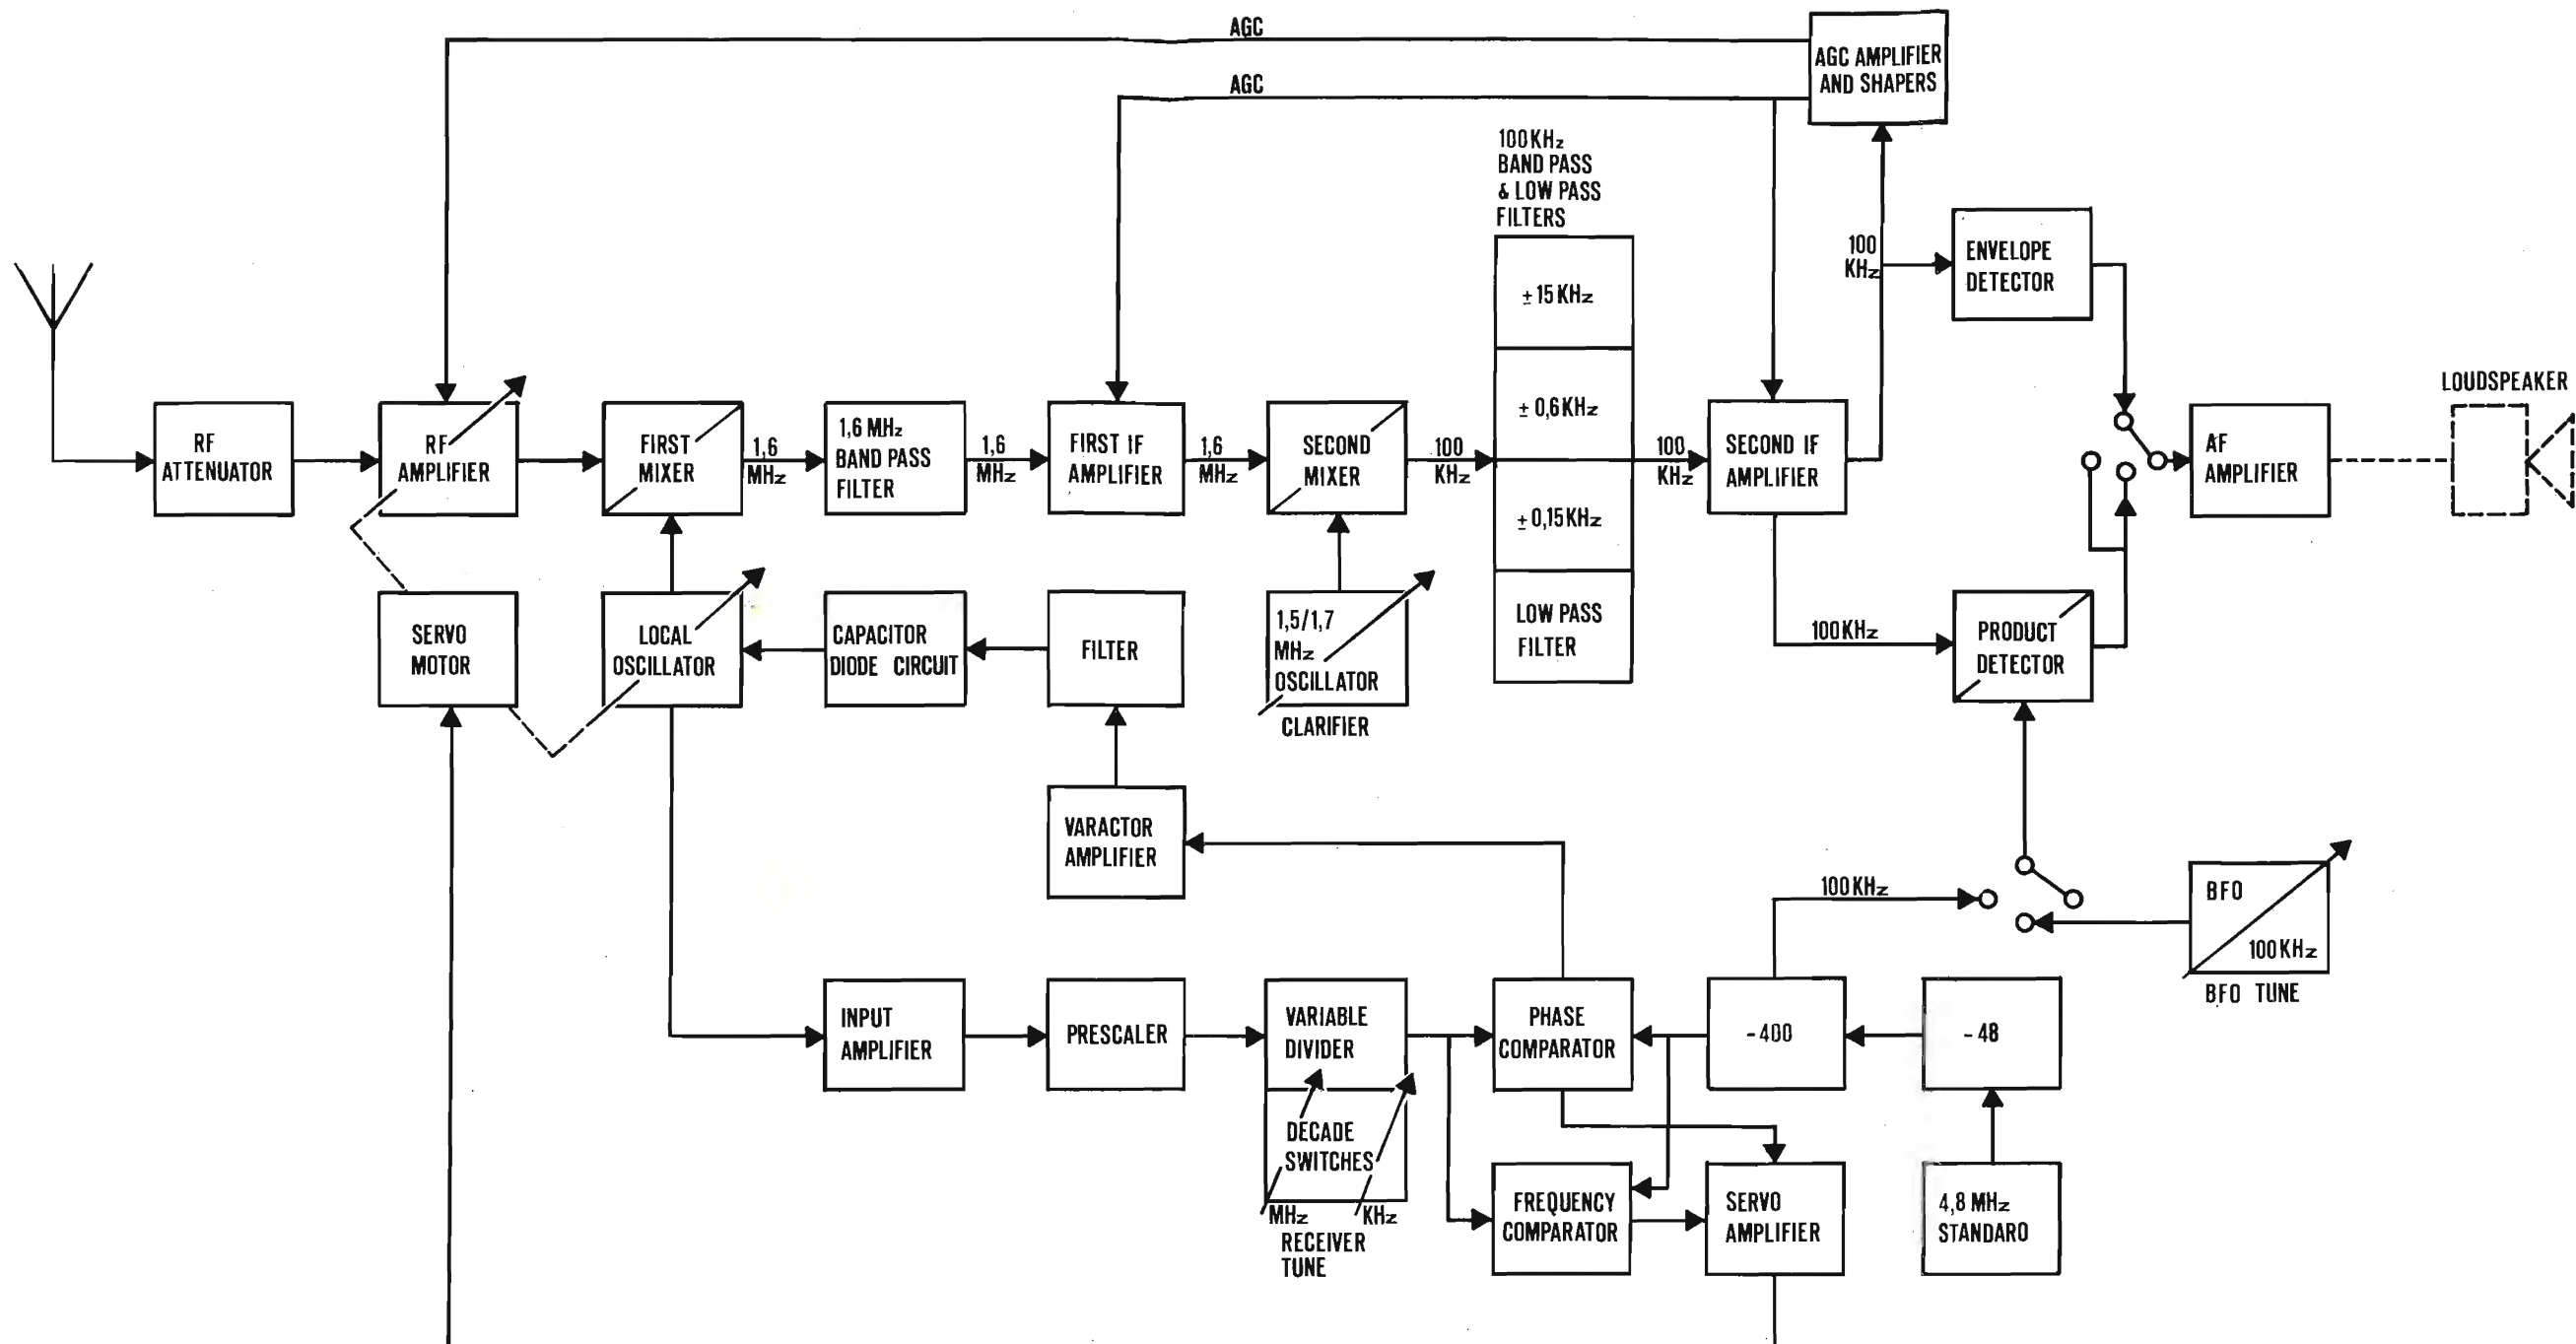 AGC
AGC AMPLIFIER
AND SHAPERS
AGC
100KHz
BAND PASS
& LOW PASS
FILTERS
± 15KHz
± 0,6KHz
± 0,15KHz
LOW PASS
FILTER
100
KHz
ENVELOPE
DETECTOR
LOUDSPEAKER
RF
ATTENUATOR
RF
AMPLIFIER
FIRST
MIXER
1,6
MHz
1,6 MHz
BAND PASS
FILTER
1,6
MHz
FIRST IF
AMPLIFIER
1,6
MHz
SECOND
MIXER
100
KHz
100
KHz
SECOND IF
AMPLIFIER
AF
AMPLIFIER
SERVO
MOTOR
LOCAL
OSCILLATOR
CAPACITOR
DIODE CIRCUIT
FILTER
1,5/1,7
MHz
OSCILLATOR
CLARIFIER
100KHz
PRODUCT
DETECTOR
VARACTOR
AMPLIFIER
100KHz
BFO
100KHz
BFO TUNE
INPUT
AMPLIFIER
PRESCALER
VARIABLE
DIVIDER
DECADE
SWITCHES
MHz
KHz
RECEIVER
TUNE
PHASE
COMPARATOR
-400
-48
FREQUENCY
COMPARATOR
SERVO
AMPLIFIER
4,8 MHz
STANDARO